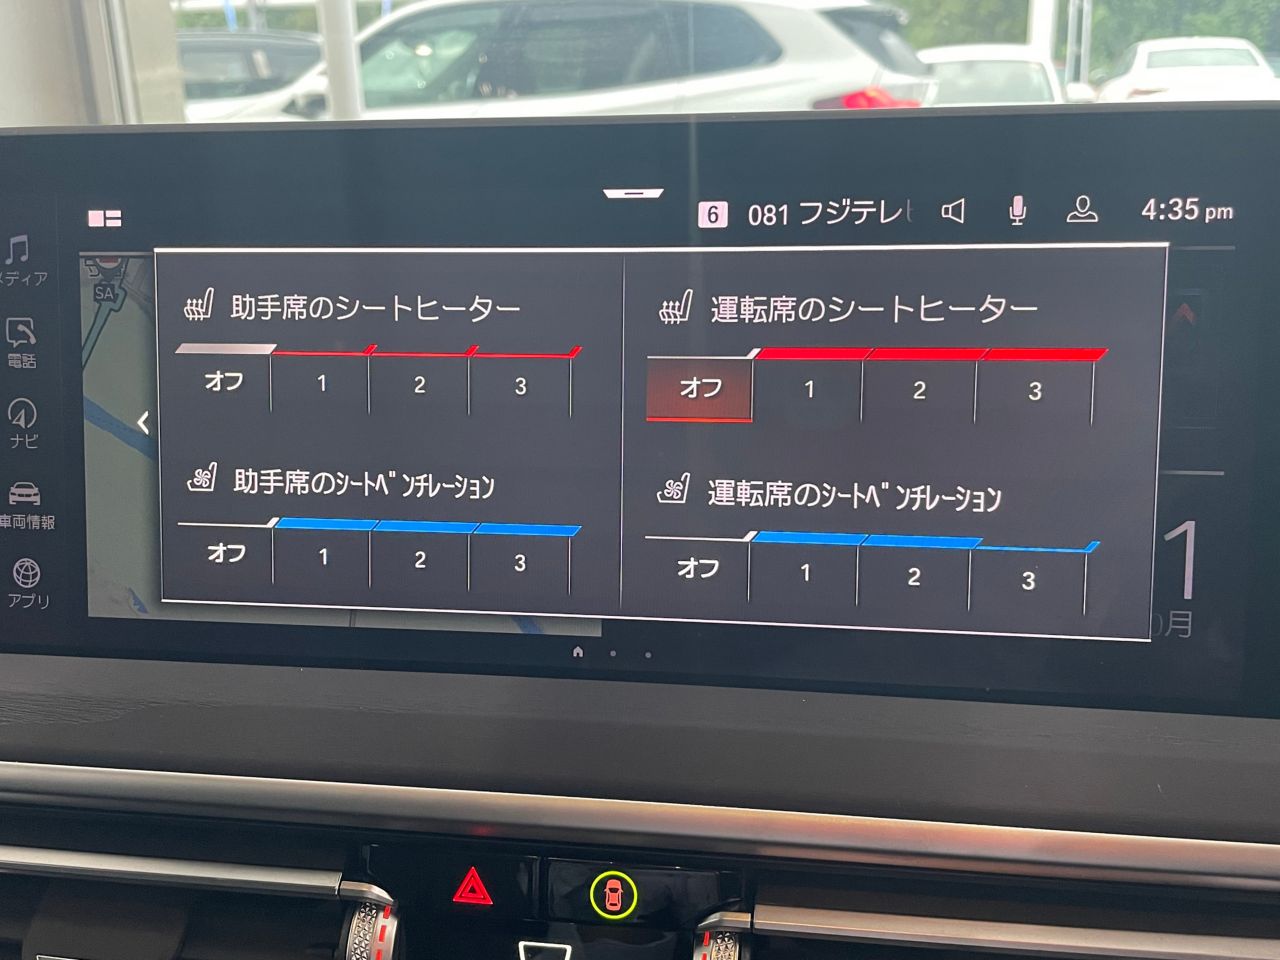 6 081 フジテレ 4:35 pm
メディア
電話
ナビ
車両情報
アプリ
SA
助手席のシートヒーター
オフ 1 2 3
運転席のシートヒーター
オフ 1 2 3
助手席のｼｰﾄﾍﾞﾝﾁﾚｰｼｮﾝ
オフ 1 2 3
運転席のｼｰﾄﾍﾞﾝﾁﾚｰｼｮﾝ
オフ 1 2 3
1
月